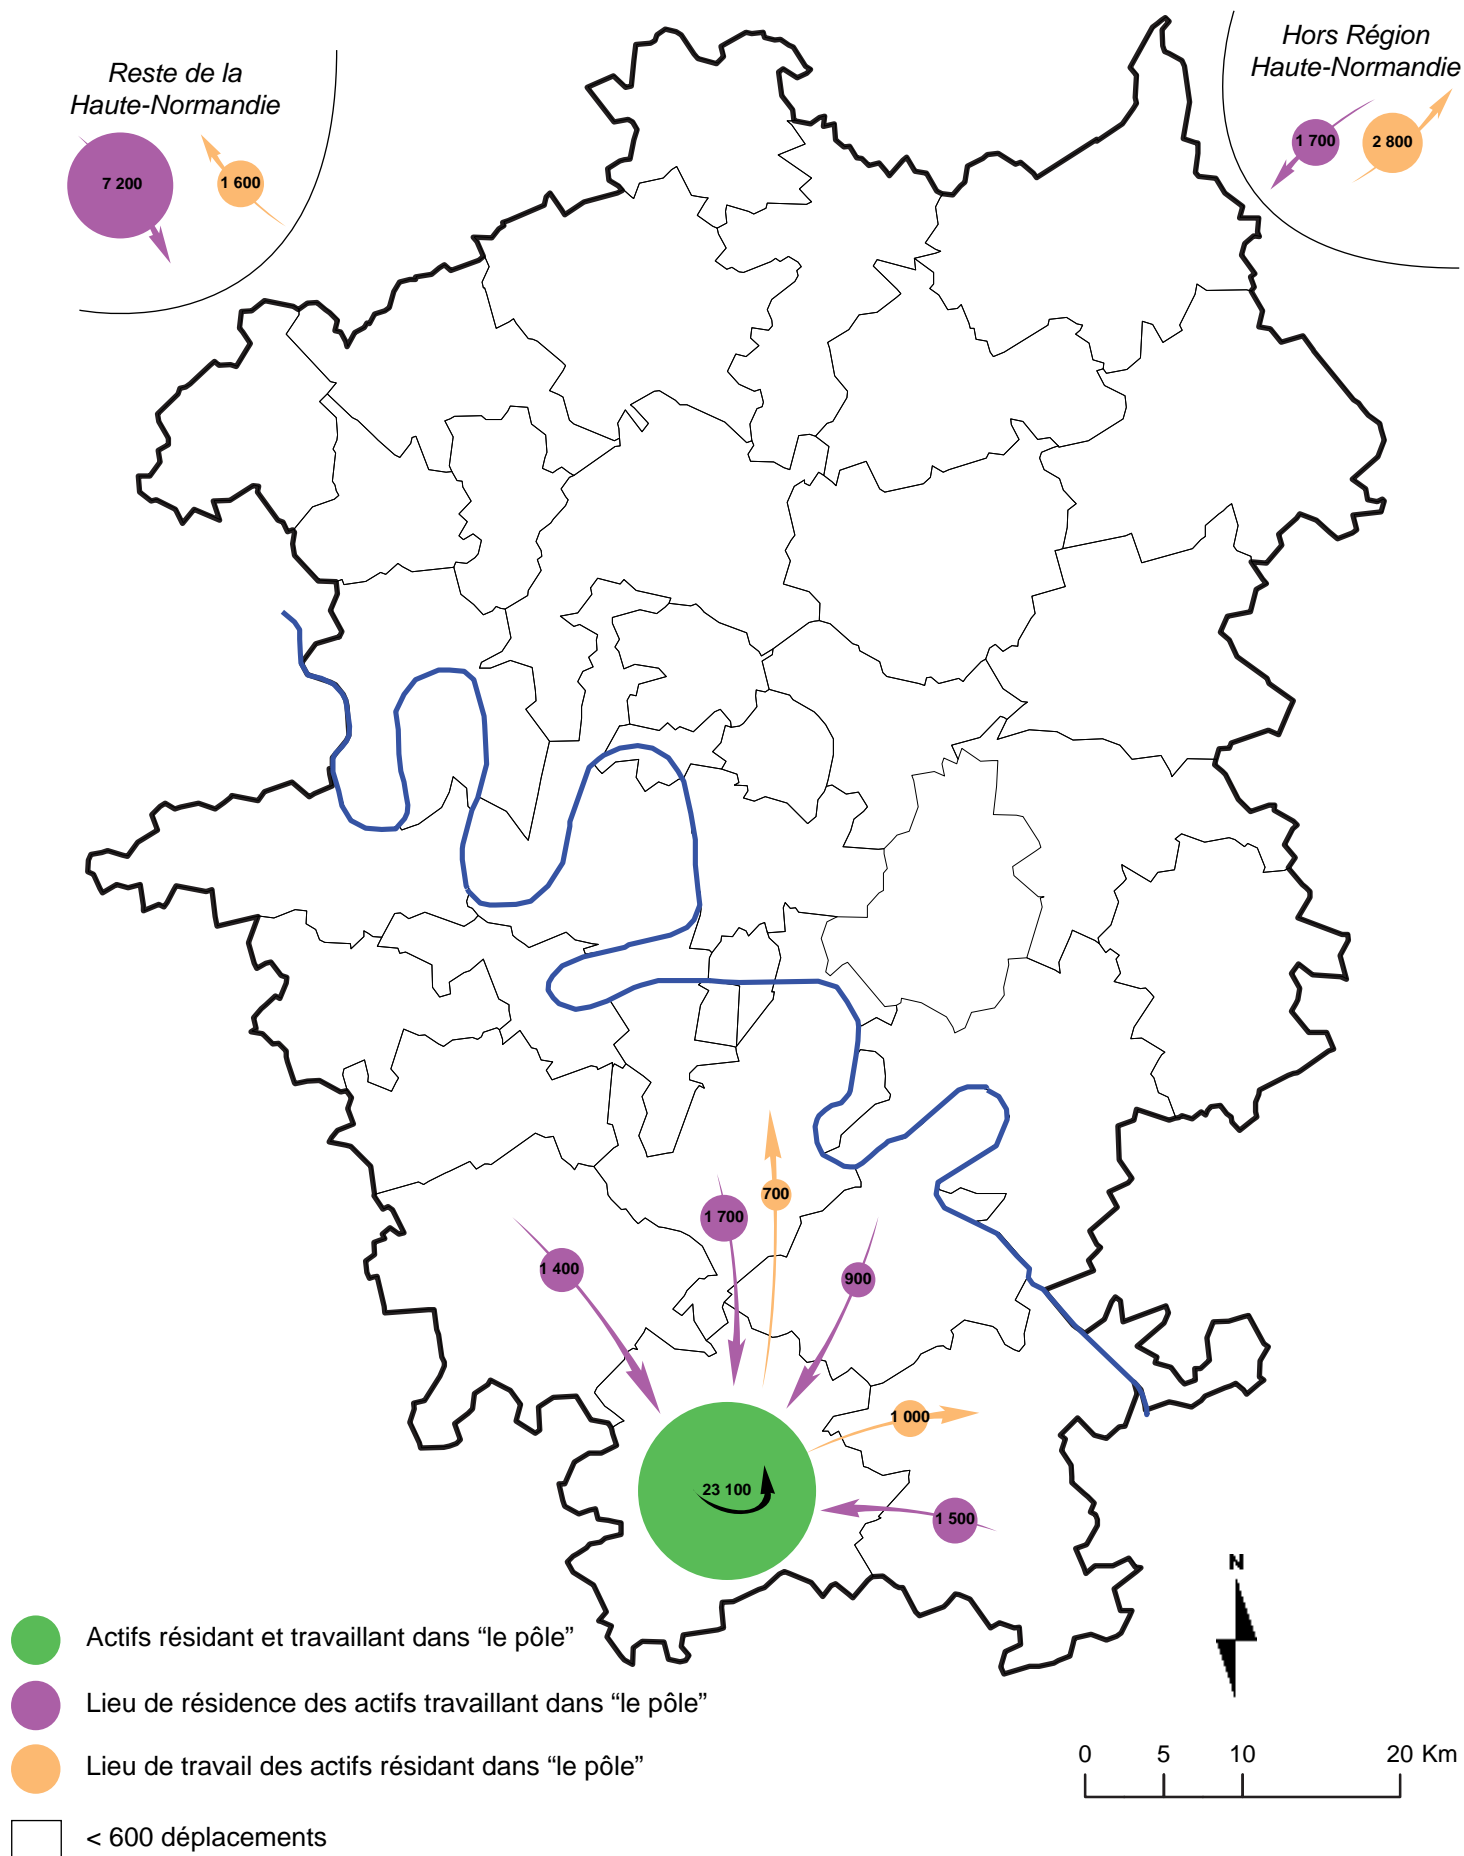 Reste de la
Haute-Normandie
7 200
1 600
Hors Région
Haute-Normandie
1 700
2 800
700
1 700
1 400
900
1 000
23 100
1 500
N
Actifs résidant et travaillant dans “le pôle”
Lieu de résidence des actifs travaillant dans “le pôle”
Lieu de travail des actifs résidant dans “le pôle”
< 600 déplacements
0 5 10 20 Km